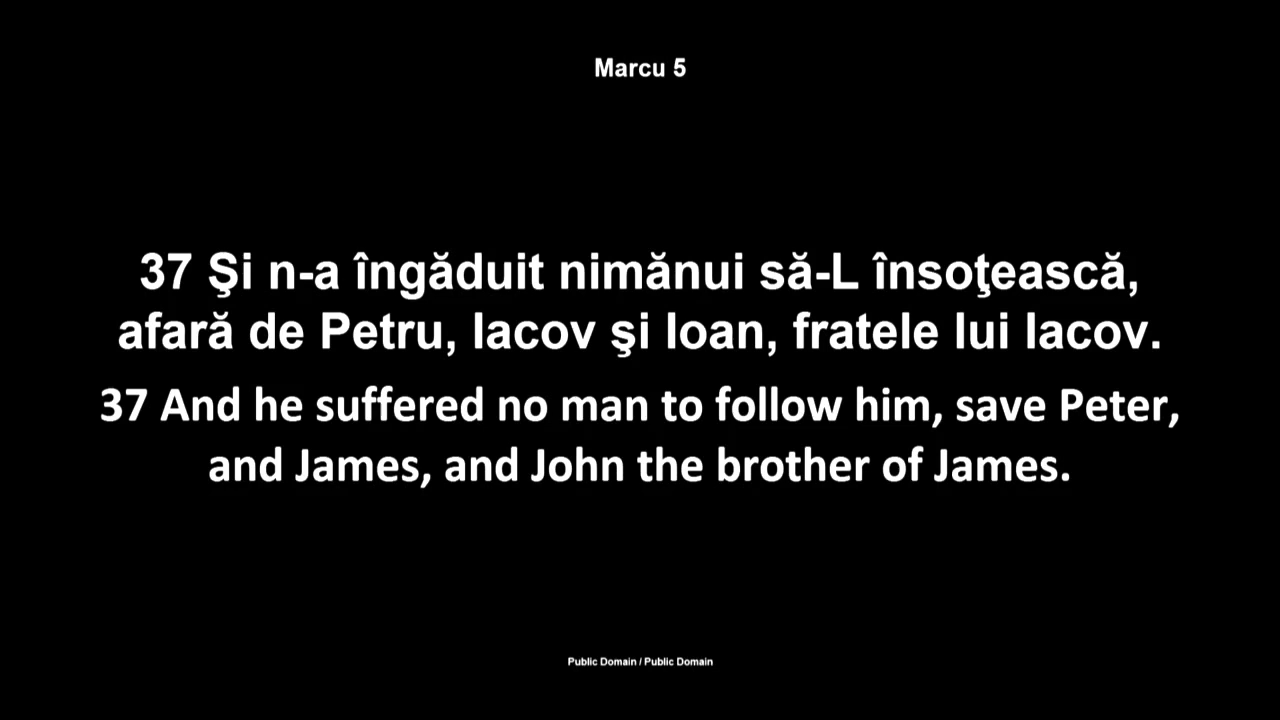 Marcu 5
37 Şi n-a îngăduit nimănui să-L însoţească,
afară de Petru, Iacov şi Ioan, fratele lui Iacov.
37 And he suffered no man to follow him, save Peter,
and James, and John the brother of James.
Public Domain / Public Domain